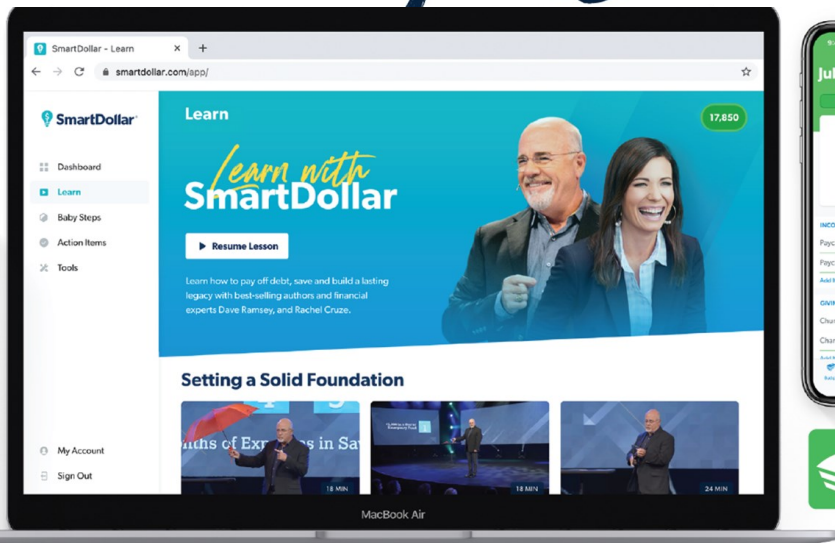 SmartDollar - Learn
smartdollar.com/app/
SmartDollar
Dashboard
Learn
Baby Steps
Action Items
Tools
My Account
Sign Out
Learn
17,850
Learn with
SmartDollar
Resume Lesson
Learn how to pay off debt, save and build a lasting
legacy with best-selling authors and financial
experts Dave Ramsey, and Rachel Cruze.
Setting a Solid Foundation
18 MIN
18 MIN
24 MIN
MacBook Air